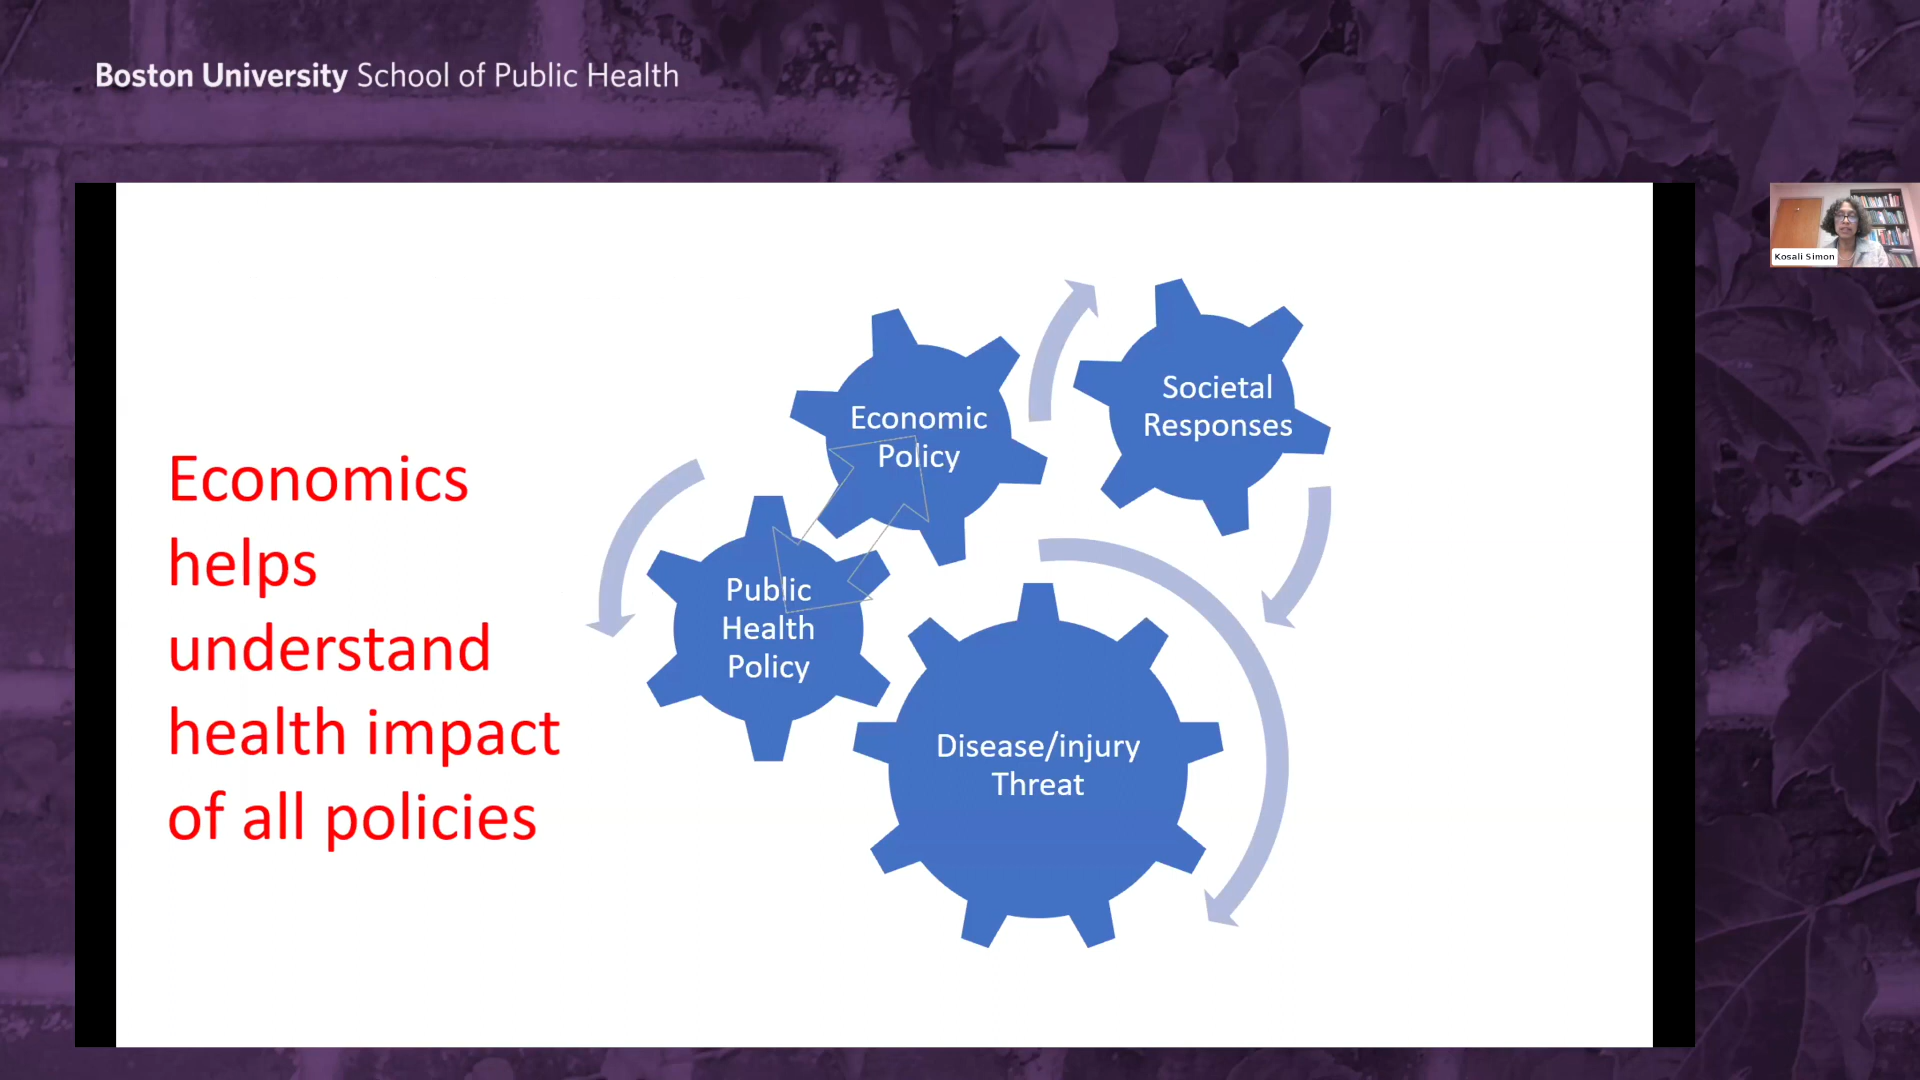 Boston University School of Public Health
Kosali Simon
Economics
helps
understand
health impact
of all policies
Economic
Policy
Societal
Responses
Public
Health
Policy
Disease/injury
Threat